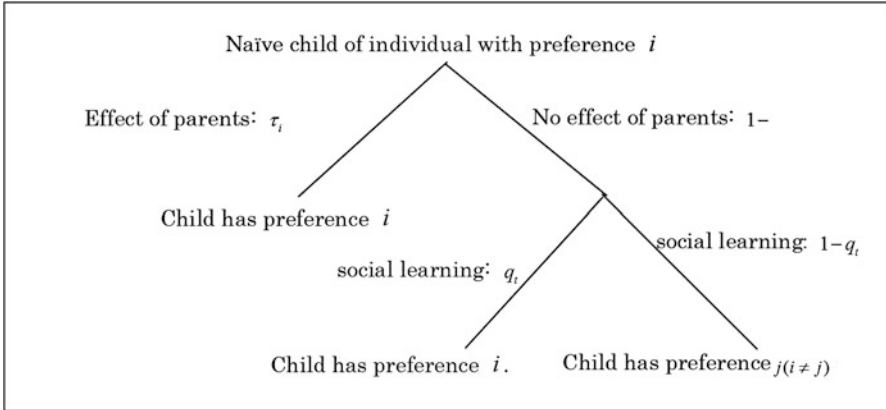 Naïve child of individual with preference i
Effect of parents: τᵢ
No effect of parents: 1−
Child has preference i
social learning: 1−qₜ
social learning: qₜ
Child has preference i.
Child has preference j(i ≠ j)